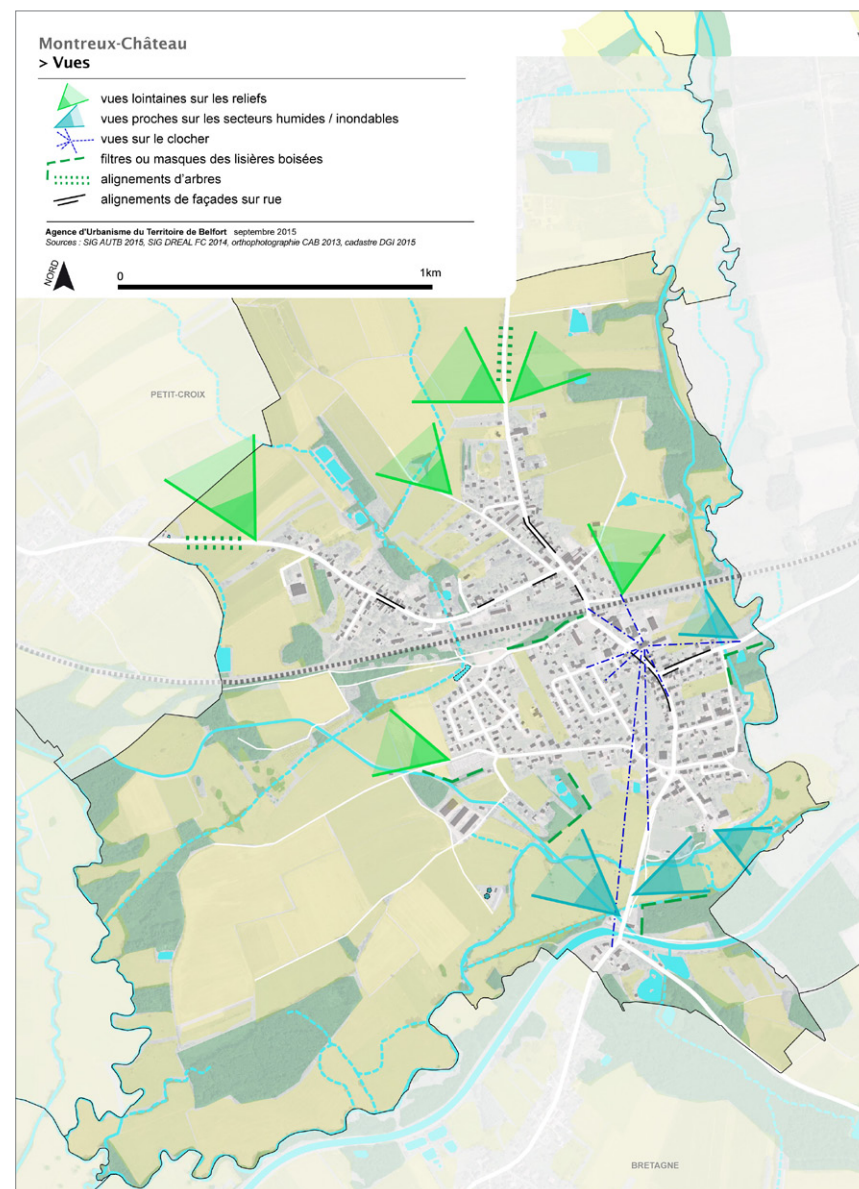 Montreux-Château
> Vues
vues lointaines sur les reliefs
vues proches sur les secteurs humides / inondables
vues sur le clocher
filtres ou masques des lisières boisées
alignements d'arbres
alignements de façades sur rue
Agence d'Urbanisme du Territoire de Belfort septembre 2015
Sources : SIG AUTB 2015, SIG DREAL FC 2014, orthophotographie CAB 2013, cadastre DGI 2015
NORD
0 1km
PETIT-CROIX
BRETAGNE